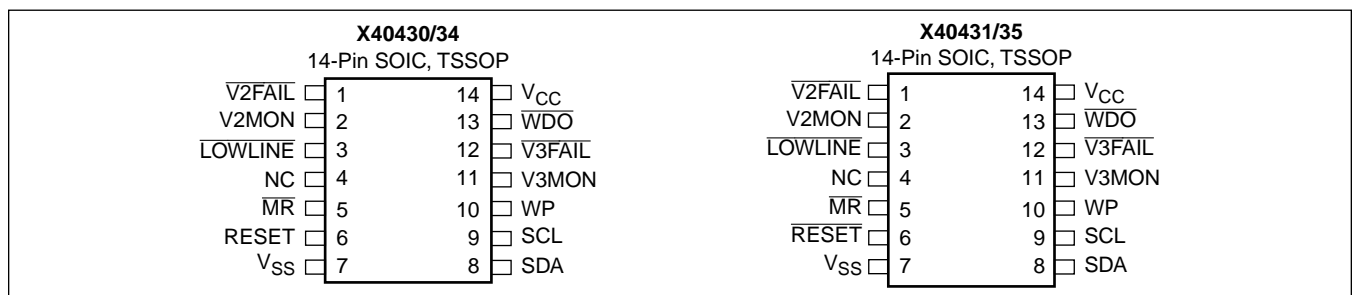 X40430/34
14-Pin SOIC, TSSOP
V2FAIL 1 14 VCC
V2MON 2 13 WDO
LOWLINE 3 12 V3FAIL
NC 4 11 V3MON
MR 5 10 WP
RESET 6 9 SCL
VSS 7 8 SDA
X40431/35
14-Pin SOIC, TSSOP
V2FAIL 1 14 VCC
V2MON 2 13 WDO
LOWLINE 3 12 V3FAIL
NC 4 11 V3MON
MR 5 10 WP
RESET 6 9 SCL
VSS 7 8 SDA